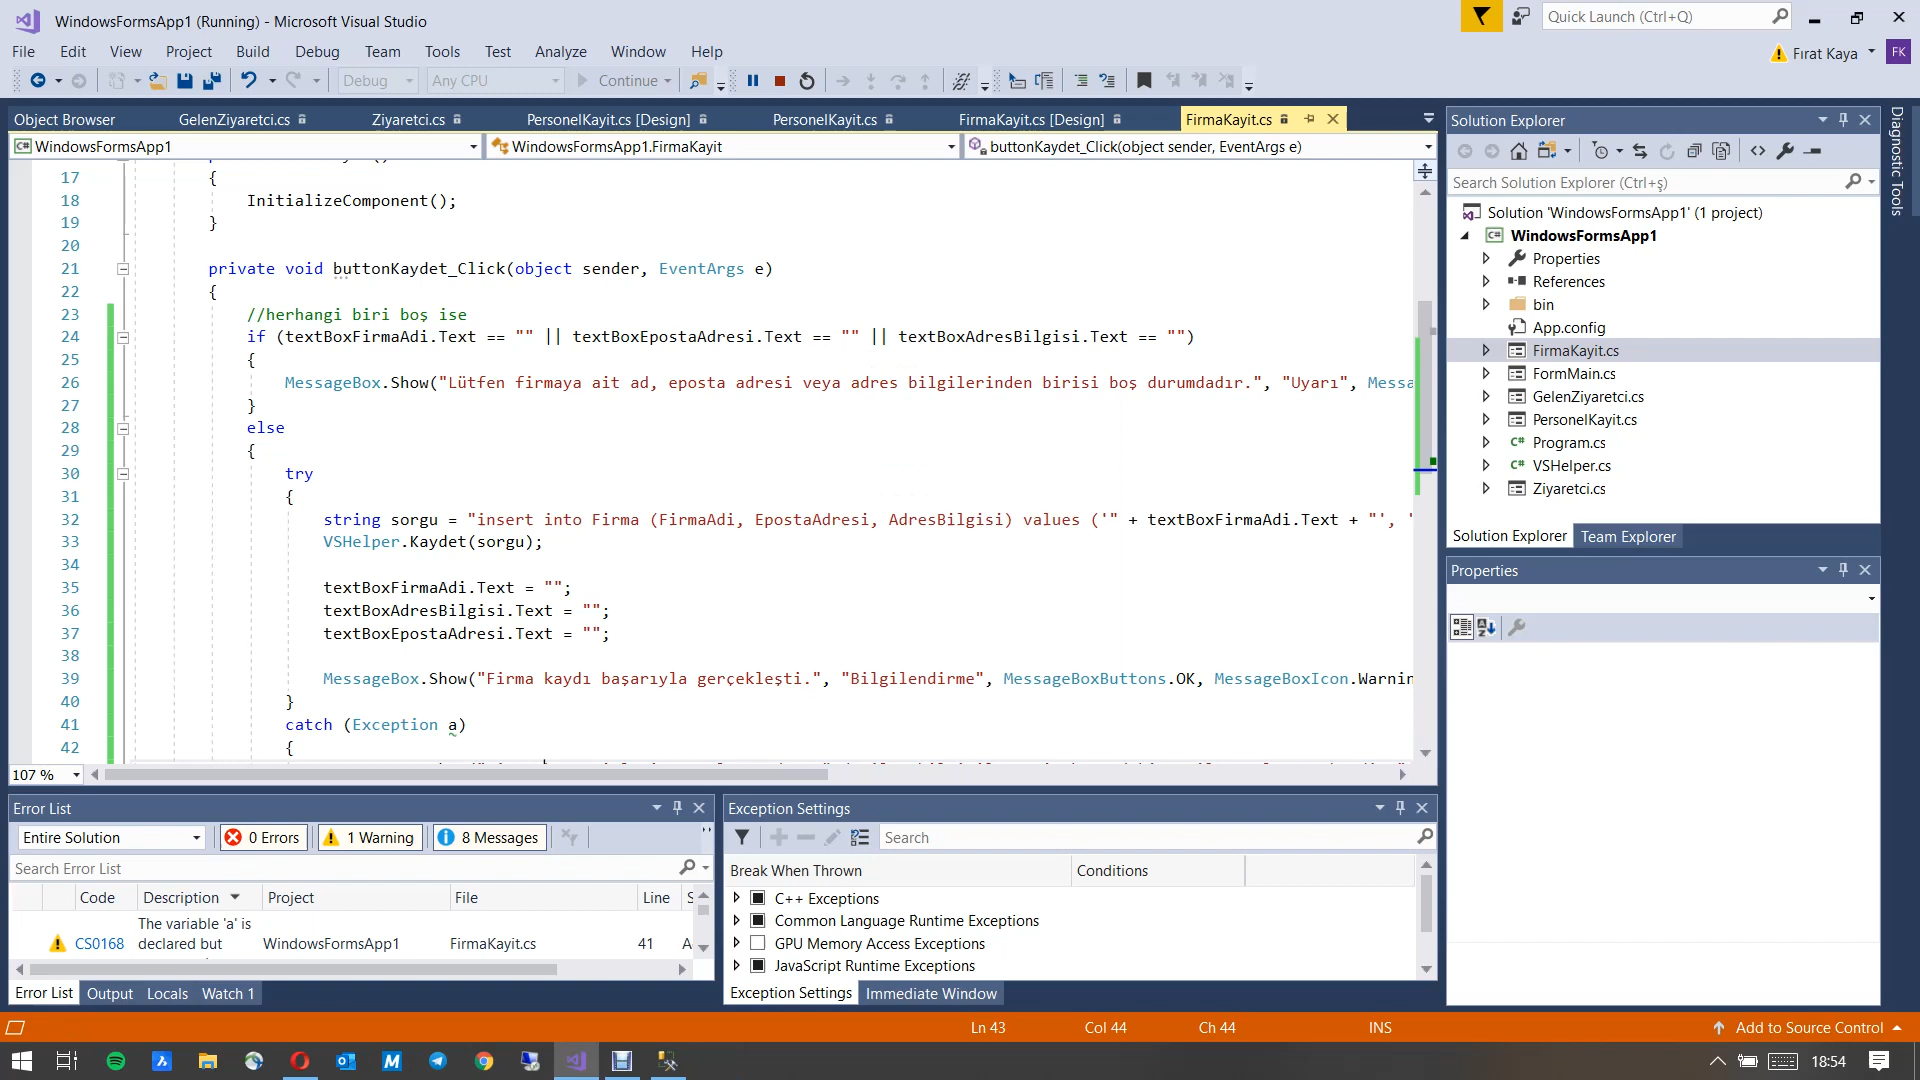 WindowsFormsApp1 (Running) - Microsoft Visual Studio
Quick Launch (Ctrl+Q)
File Edit View Project Build Debug Team Tools Test Analyze Window Help
Fırat Kaya FK
Debug Any CPU Continue
Object Browser GelenZiyaretci.cs Ziyaretci.cs PersonelKayit.cs [Design] PersonelKayit.cs FirmaKayit.cs [Design] FirmaKayit.cs
WindowsFormsApp1 WindowsFormsApp1.FirmaKayit buttonKaydet_Click(object sender, EventArgs e)
17 {
18 InitializeComponent();
19 }
20
21 private void buttonKaydet_Click(object sender, EventArgs e)
22 {
23 //herhangi biri boş ise
24 if (textBoxFirmaAdi.Text == "" || textBoxEpostaAdresi.Text == "" || textBoxAdresBilgisi.Text == "")
25 {
26 MessageBox.Show("Lütfen firmaya ait ad, eposta adresi veya adres bilgilerinden birisi boş durumdadır.", "Uyarı", Messa
27 }
28 else
29 {
30 try
31 {
32 string sorgu = "insert into Firma (FirmaAdi, EpostaAdresi, AdresBilgisi) values ('" + textBoxFirmaAdi.Text + "', '
33 VSHelper.Kaydet(sorgu);
34
35 textBoxFirmaAdi.Text = "";
36 textBoxAdresBilgisi.Text = "";
37 textBoxEpostaAdresi.Text = "";
38
39 MessageBox.Show("Firma kaydı başarıyla gerçekleşti.", "Bilgilendirme", MessageBoxButtons.OK, MessageBoxIcon.Warnin
40 }
41 catch (Exception a)
42 {
107 %
Solution Explorer
Search Solution Explorer (Ctrl+ş)
Solution 'WindowsFormsApp1' (1 project)
WindowsFormsApp1
Properties
References
bin
App.config
FirmaKayit.cs
FormMain.cs
GelenZiyaretci.cs
PersonelKayit.cs
Program.cs
VSHelper.cs
Ziyaretci.cs
Solution Explorer Team Explorer
Properties
Diagnostic Tools
Error List
Entire Solution 0 Errors 1 Warning 8 Messages
Search Error List
Code Description Project File Line S
CS0168 The variable 'a' is
declared but WindowsFormsApp1 FirmaKayit.cs 41 A
Error List Output Locals Watch 1
Exception Settings
Search
Break When Thrown Conditions
C++ Exceptions
Common Language Runtime Exceptions
GPU Memory Access Exceptions
JavaScript Runtime Exceptions
Exception Settings Immediate Window
Ln 43 Col 44 Ch 44 INS Add to Source Control
18:54